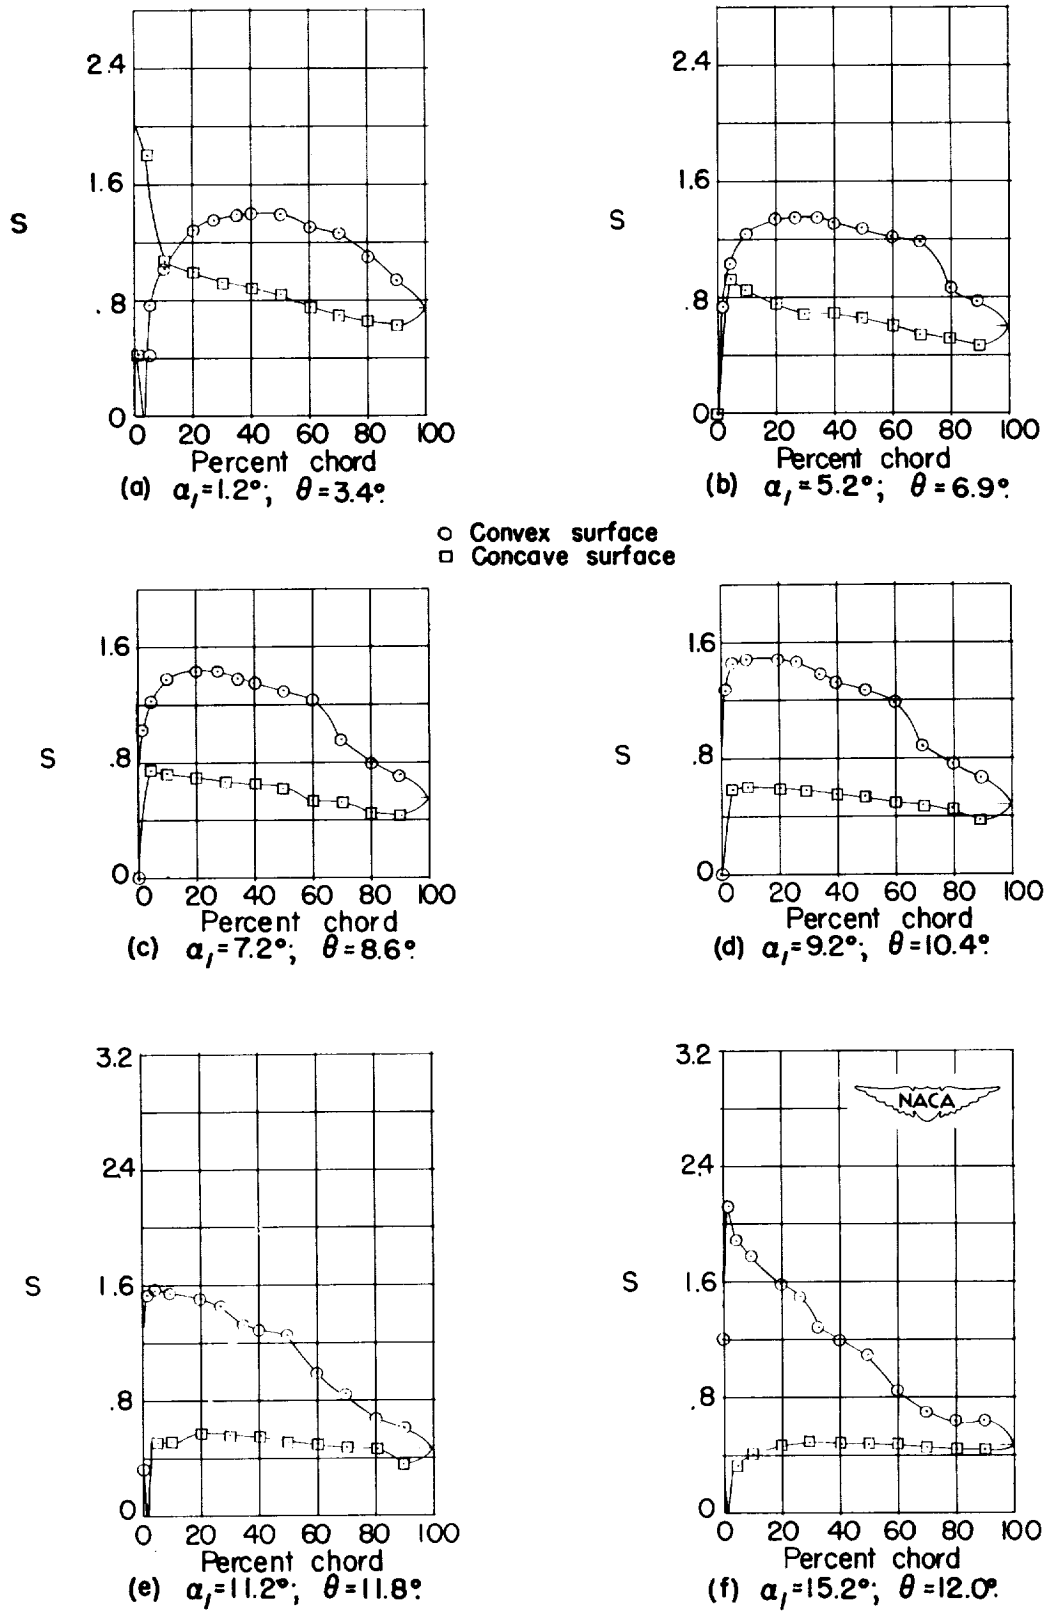 2.4
1.6
S
.8
0
0 20 40 60 80 100
Percent chord
(a) α₁=1.2°; θ=3.4°.
2.4
1.6
S
.8
0
0 20 40 60 80 100
Percent chord
(b) α₁=5.2°; θ=6.9°.
Convex surface
Concave surface
1.6
S
.8
0
0 20 40 60 80 100
Percent chord
(c) α₁=7.2°; θ=8.6°.
1.6
S
.8
0
0 20 40 60 80 100
Percent chord
(d) α₁=9.2°; θ=10.4°.
3.2
2.4
1.6
S
.8
0
0 20 40 60 80 100
Percent chord
(e) α₁=11.2°; θ=11.8°.
3.2
NACA
2.4
1.6
S
.8
0
0 20 40 60 80 100
Percent chord
(f) α₁=15.2°; θ=12.0°.